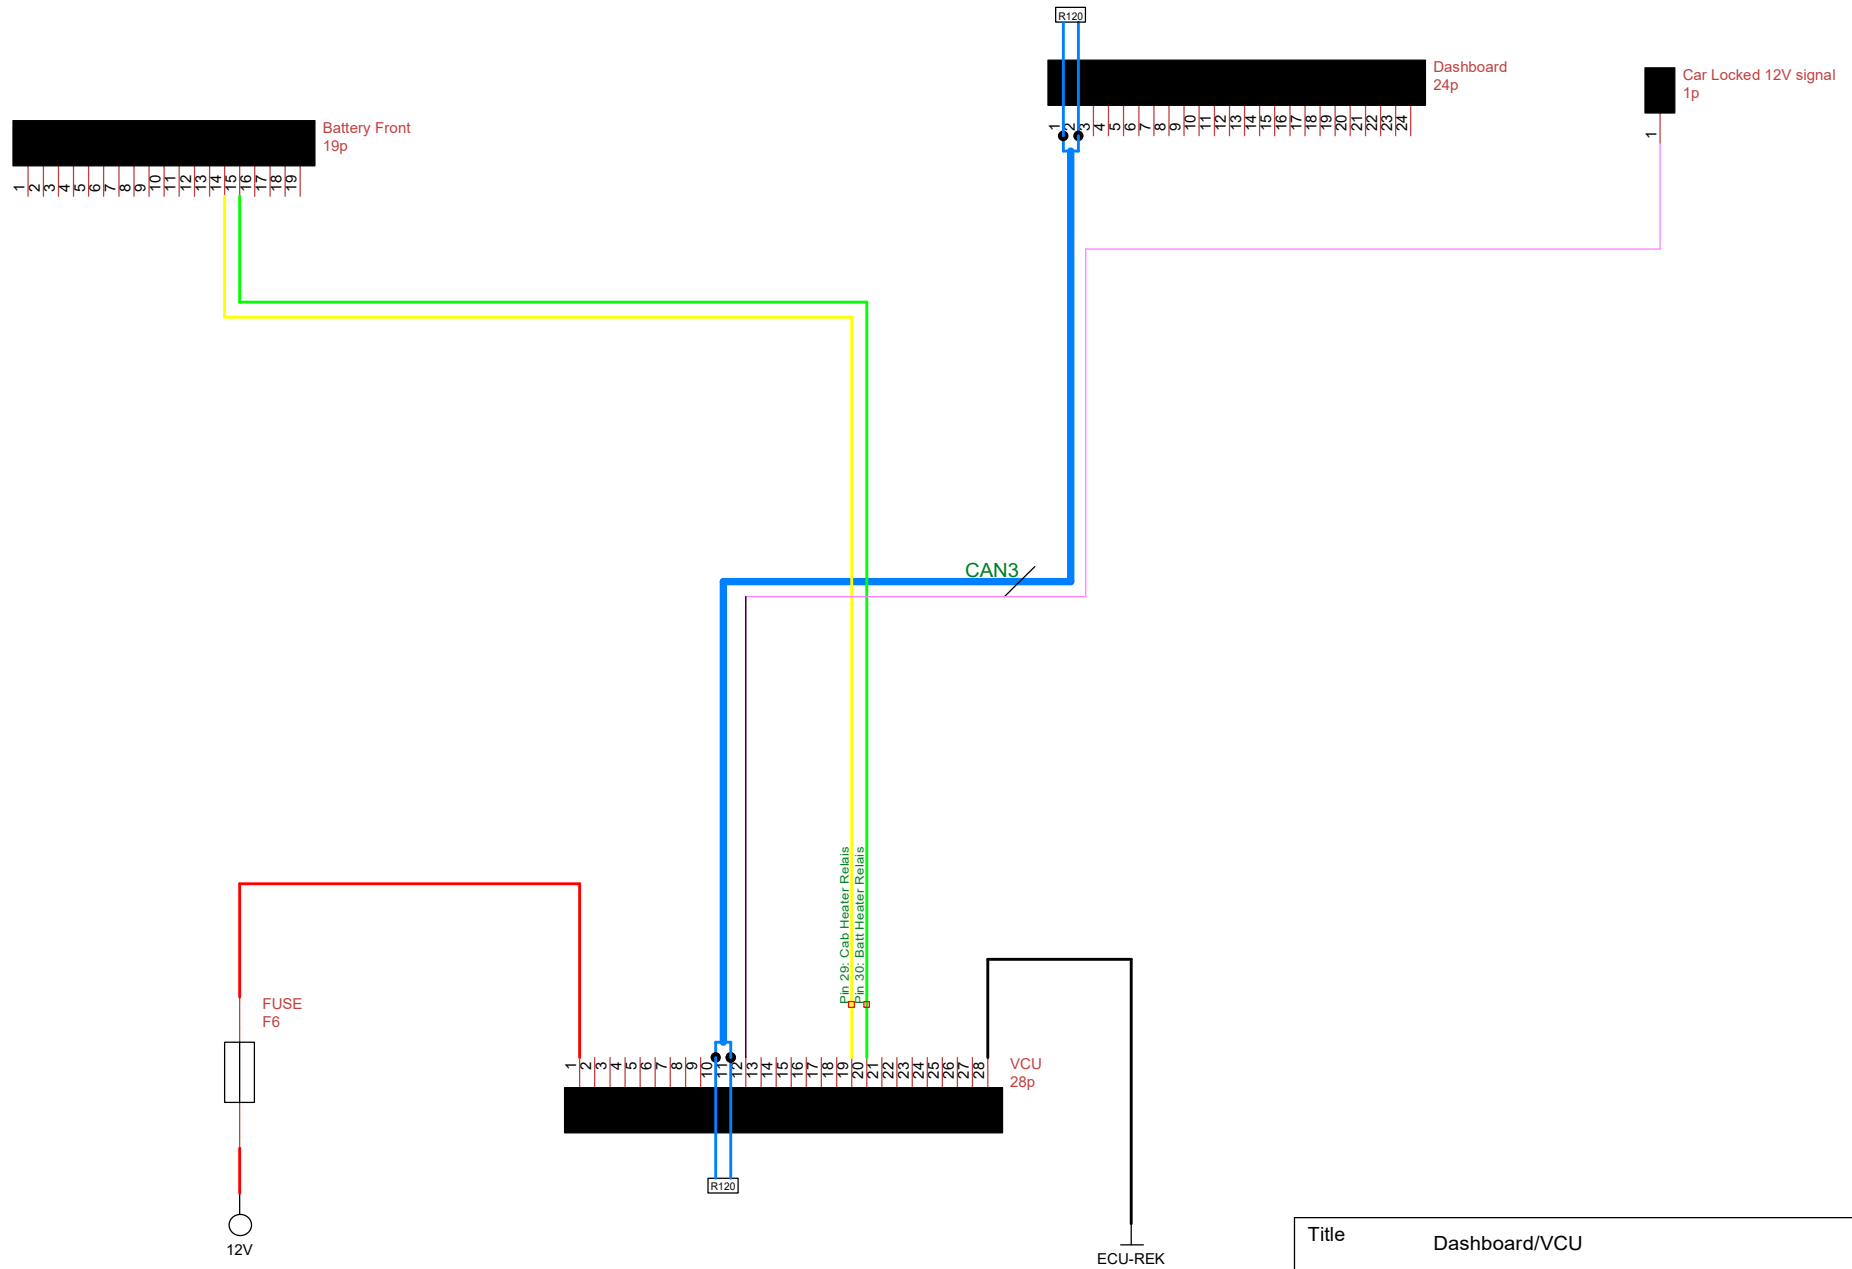 R120
Dashboard
24p
Car Locked 12V signal
1p
Battery Front
19p
1 2 3 4 5 6 7 8 9 10 11 12 13 14 15 16 17 18 19 20 21 22 23 24
1
1 2 3 4 5 6 7 8 9 10 11 12 13 14 15 16 17 18 19
CAN3
Pin 29: Cab Heater Relais
Pin 30: Batt Heater Relais
FUSE
F6
1 2 3 4 5 6 7 8 9 10 11 12 13 14 15 16 17 18 19 20 21 22 23 24 25 26 27 28
VCU
28p
R120
12V
ECU-REK
Title
Dashboard/VCU